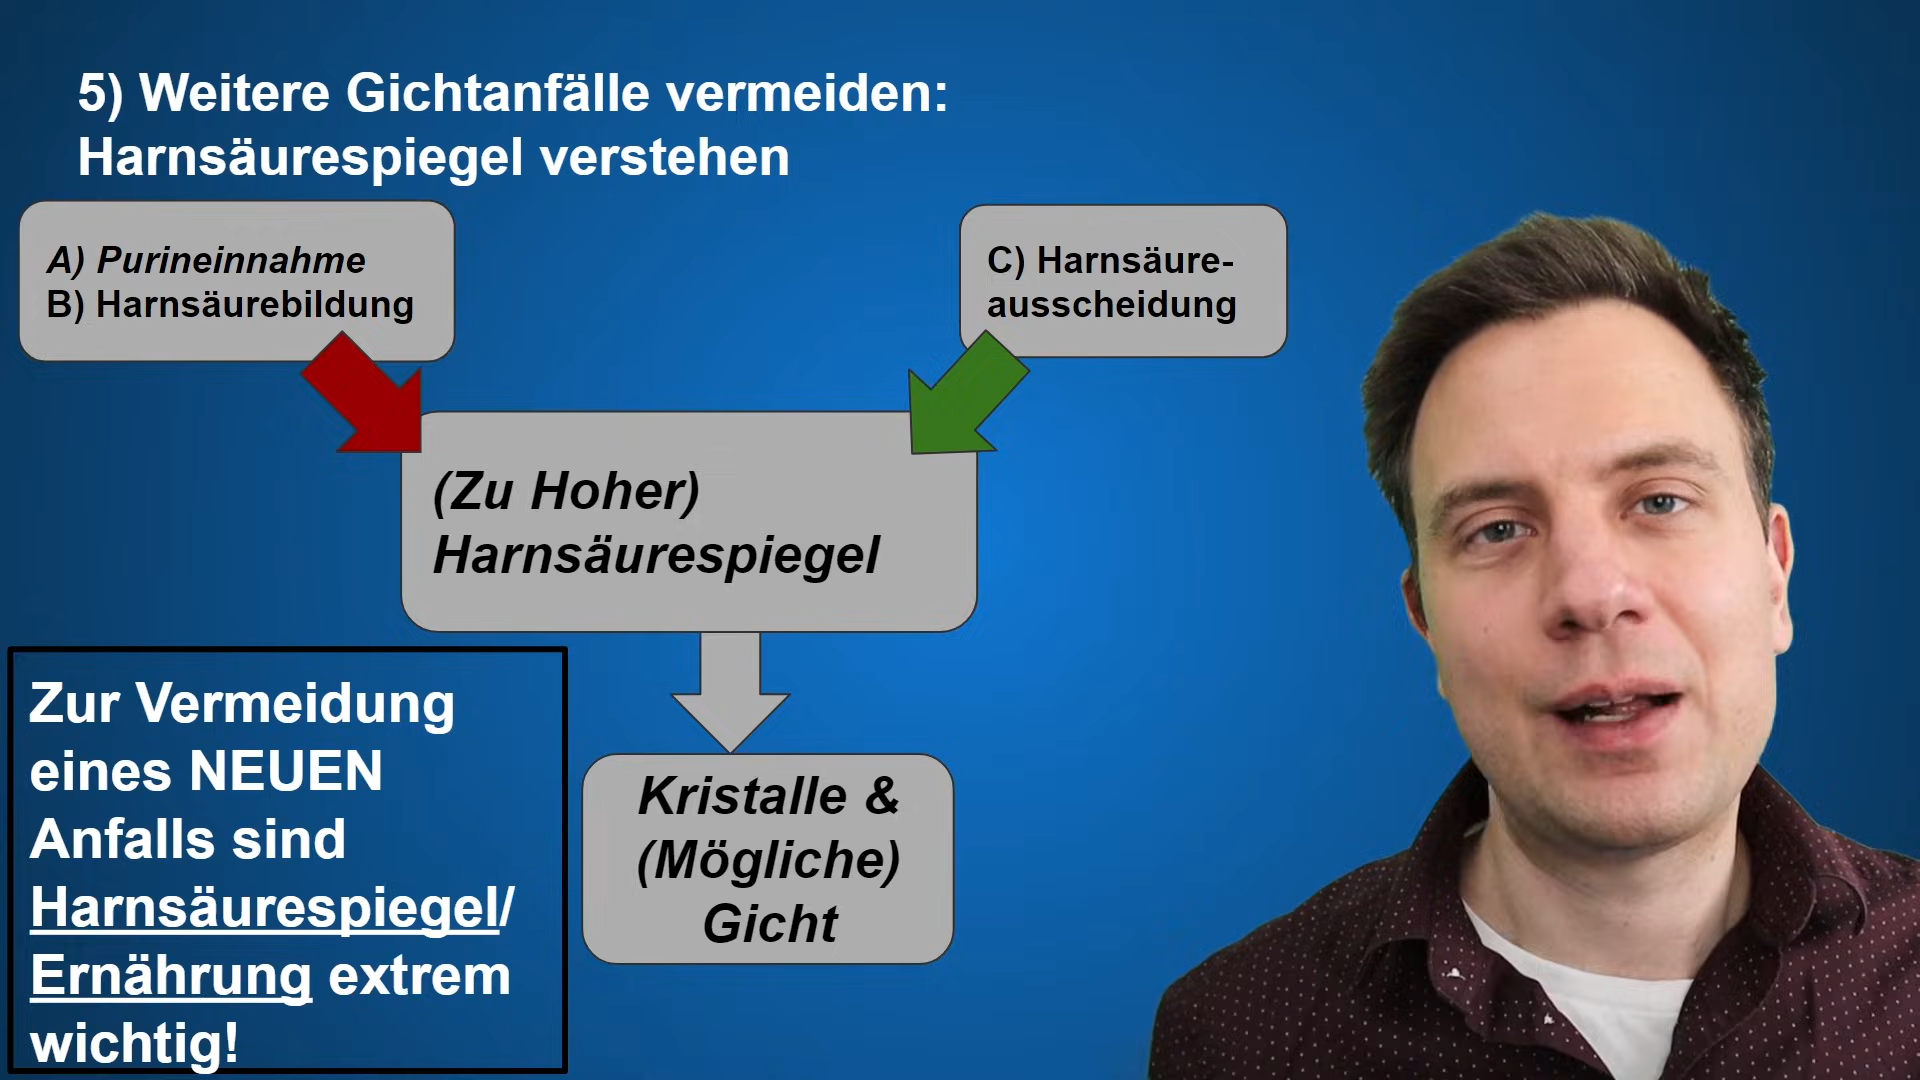 5) Weitere Gichtanfälle vermeiden:
Harnsäurespiegel verstehen
A) Purineinnahme
B) Harnsäurebildung
C) Harnsäure-
ausscheidung
(Zu Hoher)
Harnsäurespiegel
Zur Vermeidung
eines NEUEN
Anfalls sind
Harnsäurespiegel/
Ernährung extrem
wichtig!
Kristalle &
(Mögliche)
Gicht